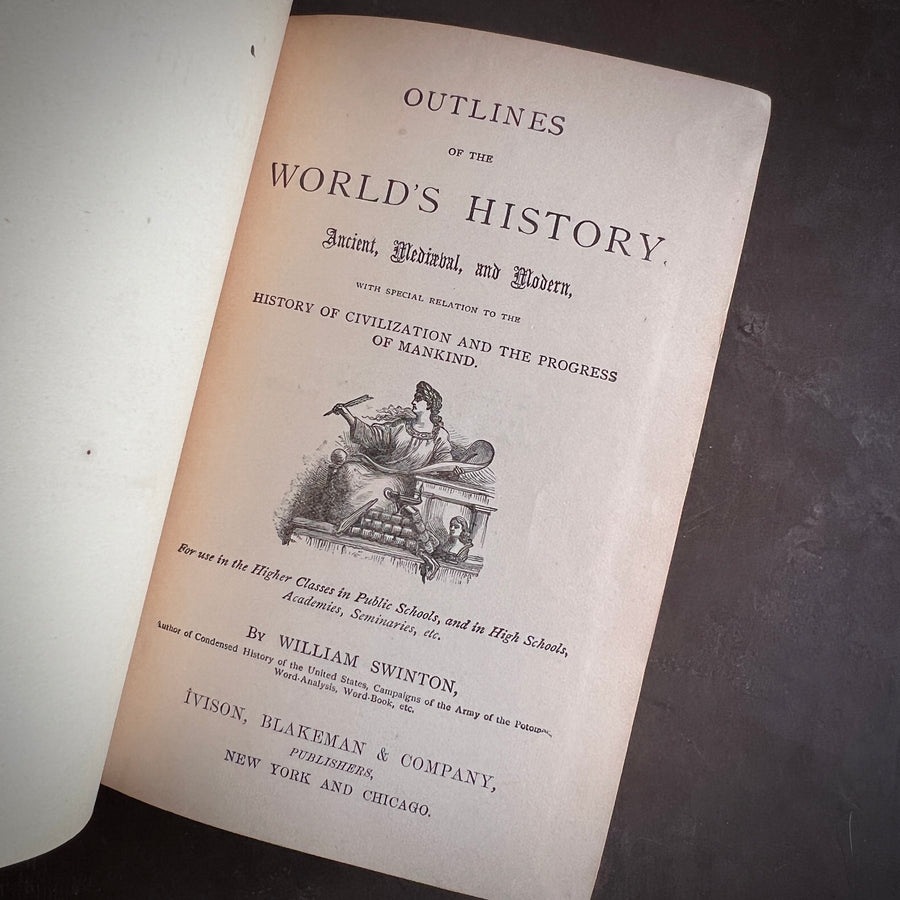 OUTLINES
OF THE
WORLD'S HISTORY.
Ancient, Mediæval, and Modern,
WITH SPECIAL RELATION TO THE
HISTORY OF CIVILIZATION AND THE PROGRESS
OF MANKIND.
For use in the Higher Classes in Public Schools, and in High Schools,
Academies, Seminaries, etc.
By WILLIAM SWINTON,
Author of Condensed History of the United States, Campaigns of the Army of the Potomac,
Word-Analysis, Word-Book, etc.
IVISON, BLAKEMAN & COMPANY,
PUBLISHERS,
NEW YORK AND CHICAGO.